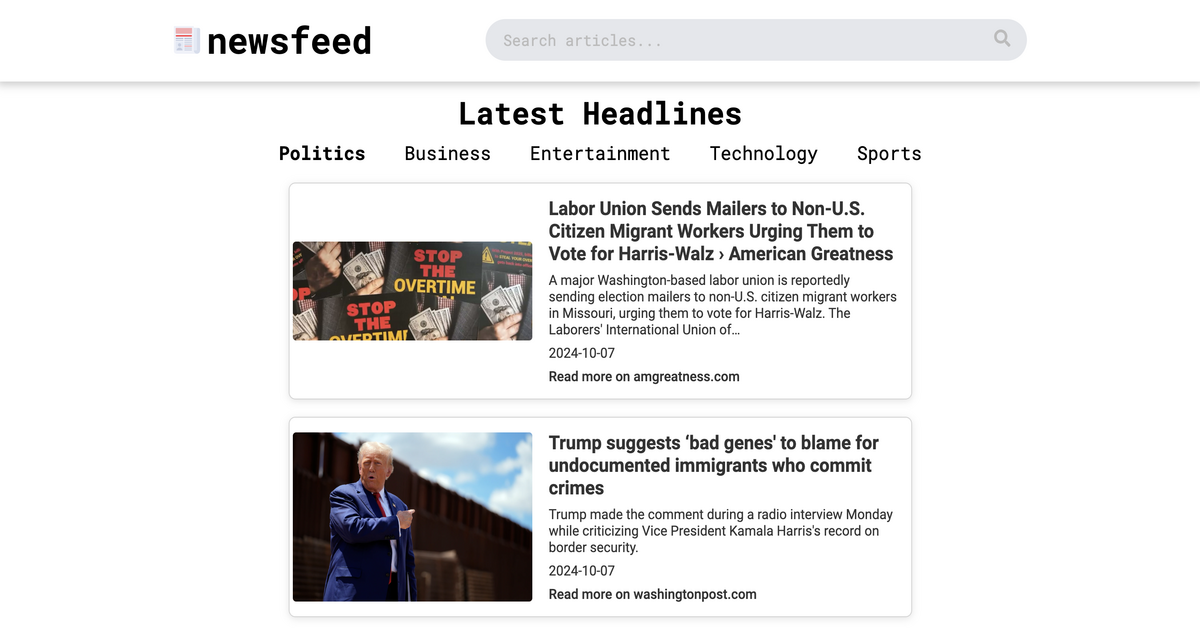 newsfeed
Search articles...
Latest Headlines
Politics Business Entertainment Technology Sports
STOP
THE
OVERTIME
STOP
THE
OVERTIM
Labor Union Sends Mailers to Non-U.S.
Citizen Migrant Workers Urging Them to
Vote for Harris-Walz › American Greatness
A major Washington-based labor union is reportedly
sending election mailers to non-U.S. citizen migrant workers
in Missouri, urging them to vote for Harris-Walz. The
Laborers' International Union of…
2024-10-07
Read more on amgreatness.com
Trump suggests ‘bad genes' to blame for
undocumented immigrants who commit
crimes
Trump made the comment during a radio interview Monday
while criticizing Vice President Kamala Harris's record on
border security.
2024-10-07
Read more on washingtonpost.com